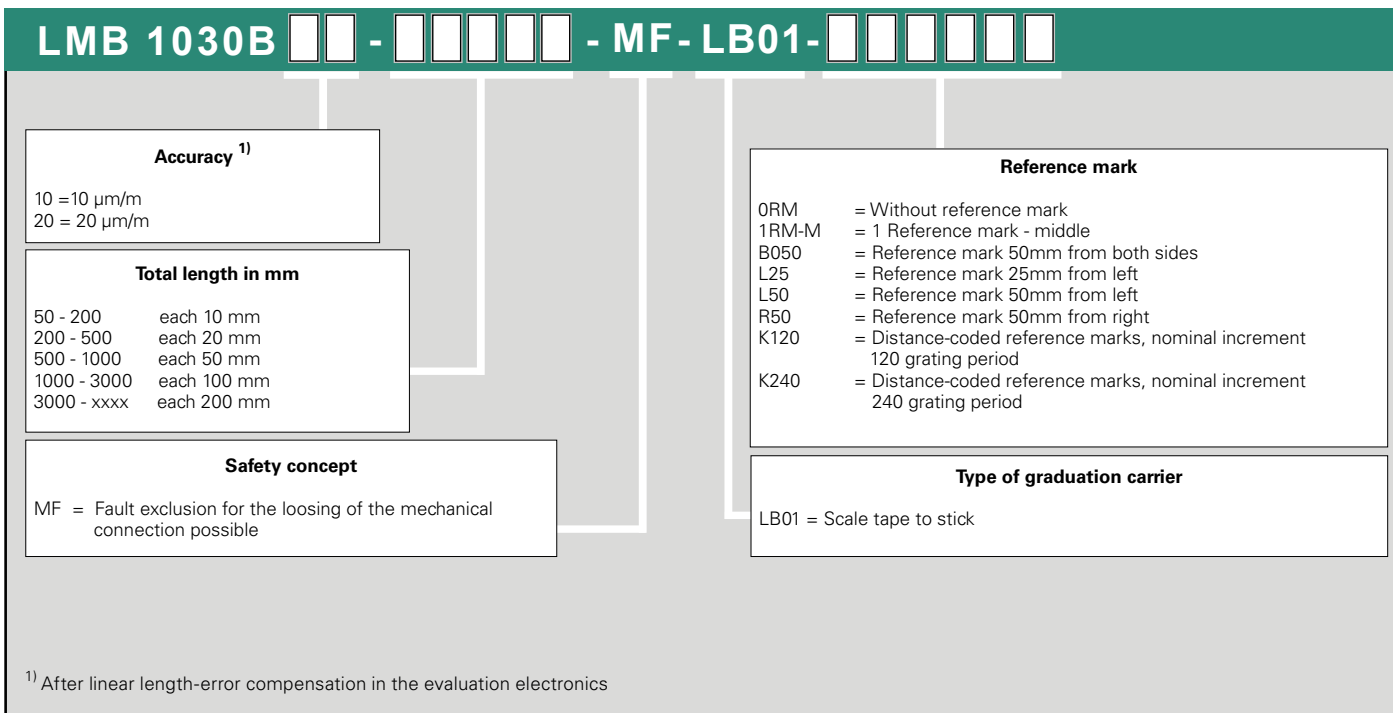 LMB 1030B □□ - □□□□□ - MF - LB01- □□□□□□
Accuracy 1)
10 =10 µm/m
20 = 20 µm/m
Total length in mm
50 - 200 each 10 mm
200 - 500 each 20 mm
500 - 1000 each 50 mm
1000 - 3000 each 100 mm
3000 - xxxx each 200 mm
Safety concept
MF = Fault exclusion for the loosing of the mechanical
connection possible
Reference mark
0RM = Without reference mark
1RM-M = 1 Reference mark - middle
B050 = Reference mark 50mm from both sides
L25 = Reference mark 25mm from left
L50 = Reference mark 50mm from left
R50 = Reference mark 50mm from right
K120 = Distance-coded reference marks, nominal increment
120 grating period
K240 = Distance-coded reference marks, nominal increment
240 grating period
Type of graduation carrier
LB01 = Scale tape to stick
1) After linear length-error compensation in the evaluation electronics